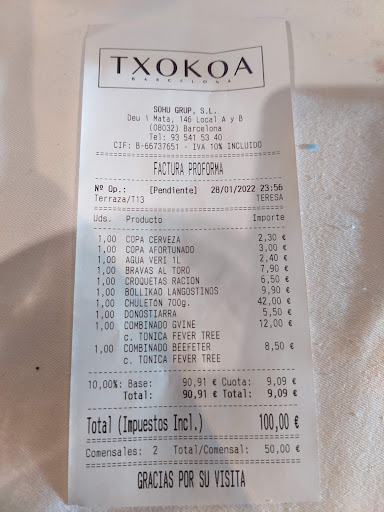 TXOKOA
BARCELONA
SOHU GRUP, S.L.
Deu i Mata, 146 Local A y B
(08032) Barcelona
Tel: 93 541 53 40
CIF: B-66737651 - IVA 10% INCLUIDO
FACTURA PROFORMA
Nº Op.: [Pendiente] 28/01/2022 23:56
Terraza/T13 TERESA
Uds. Producto Importe
1,00 COPA CERVEZA 2,30 €
1,00 COPA AFORTUNADO 3,00 €
1,00 AGUA VERI 1L 2,40 €
1,00 BRAVAS AL TORO 7,90 €
1,00 CROQUETAS RACION 6,50 €
1,00 BOLLIKAO LANGOSTINOS 9,90 €
1,00 CHULETÓN 700g. 42,00 €
1,00 DONOSTIARRA 5,50 €
1,00 COMBINADO GVINE 12,00 €
c. TONICA FEVER TREE
1,00 COMBINADO BEEFETER 8,50 €
c. TONICA FEVER TREE
10,00%: Base: 90,91 € Cuota: 9,09 €
Total: 90,91 € Total: 9,09 €
Total (Impuestos Incl.) 100,00 €
Comensales: 2 Total/Comensal: 50,00 €
GRACIAS POR SU VISITA